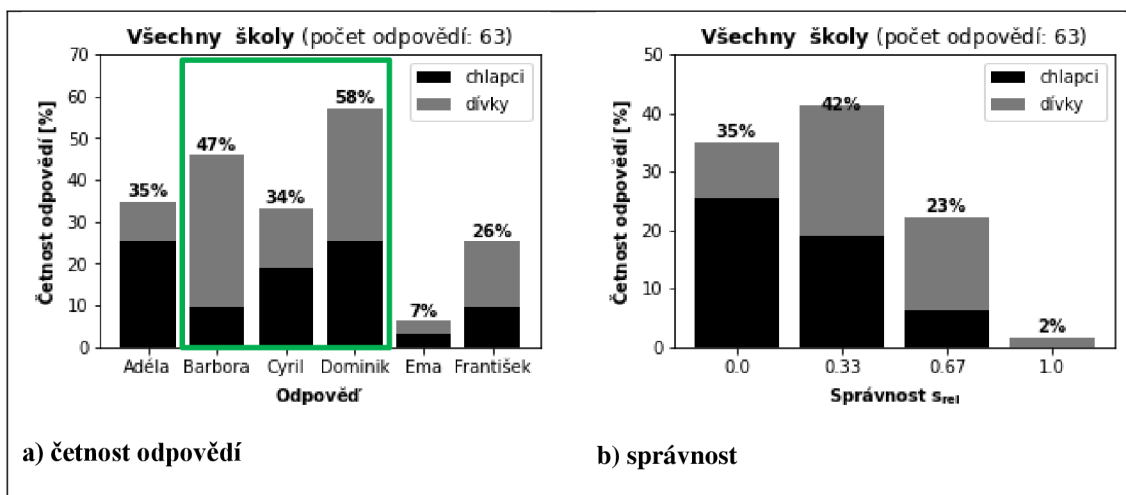 Všechny školy (počet odpovědí: 63)
Četnost odpovědí [%]
70
60
50
40
30
20
10
0
chlapci
dívky
35%
47%
34%
58%
7%
26%
Adéla Barbora Cyril Dominik Ema František
Odpověď
a) četnost odpovědí
Všechny školy (počet odpovědí: 63)
Četnost odpovědí [%]
50
40
30
20
10
0
chlapci
dívky
35%
42%
23%
2%
0.0 0.33 0.67 1.0
Správnost srel
b) správnost